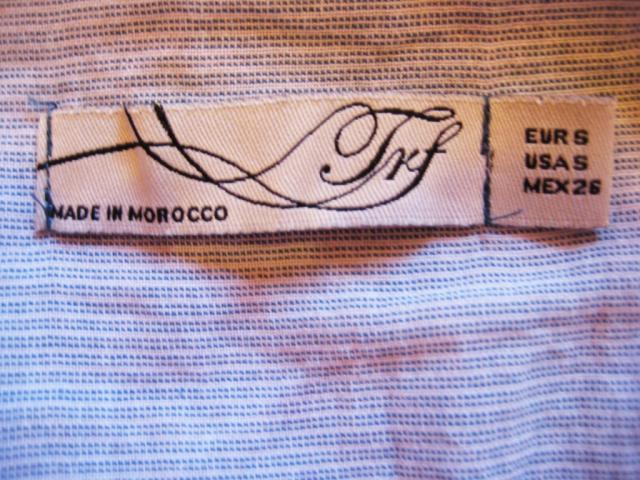 Trf
MADE IN MOROCCO
EUR S
USA S
MEX 26